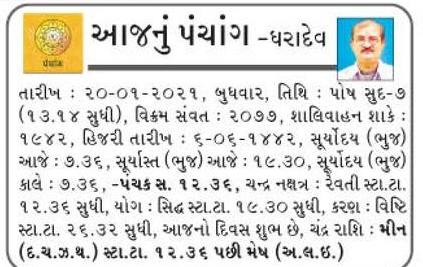 આજનું પંચાંગ -ધરાદેવ
પંચાંગ
તારીખ : ૨૦-૦૧-૨૦૨૧, બુધવાર, તિથિ : પોષ સુદ-૭
(૧૩.૧૪ સુધી), વિક્રમ સંવત : ૨૦૭૭, શાલિવાહન શાકે :
૧૯૪૨, હિજરી તારીખ : ૬-૦૬-૧૪૪૨, સૂર્યોદય (ભુજ)
આજે : ૭.૩૬, સૂર્યાસ્ત (ભુજ) આજે : ૧૯.૩૦, સૂર્યોદય (ભુજ)
કાલે : ૭.૩૬, -પંચક સ. ૧૨.૩૬, ચન્દ્ર નક્ષત્ર : રેવતી સ્ટા.ટા.
૧૨.૩૬ સુધી, યોગ : સિદ્ધ સ્ટા.ટા. ૧૯.૩૦ સુધી, કરણ : વિષ્ટિ
સ્ટા.ટા. ૨૬.૩૨ સુધી, આજનો દિવસ શુભ છે, ચંદ્ર રાશિ : મીન
(દ.ચ.ઝ.થ.) સ્ટા.ટા. ૧૨.૩૬ પછી મેષ (અ.લ.ઇ.)